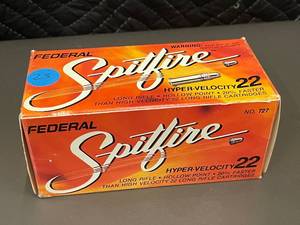 FEDERAL
WARNING:
23
Spitfire
HYPER-VELOCITY 22
LONG RIFLE • HOLLOW POINT • 20% FASTER
THAN HIGH VELOCITY 22 LONG RIFLE CARTRIDGES
FEDERAL
NO. 727
Spitfire
HYPER-VELOCITY 22
LONG RIFLE • HOLLOW POINT • 20% FASTER
THAN HIGH VELOCITY 22 LONG RIFLE CARTRIDGES